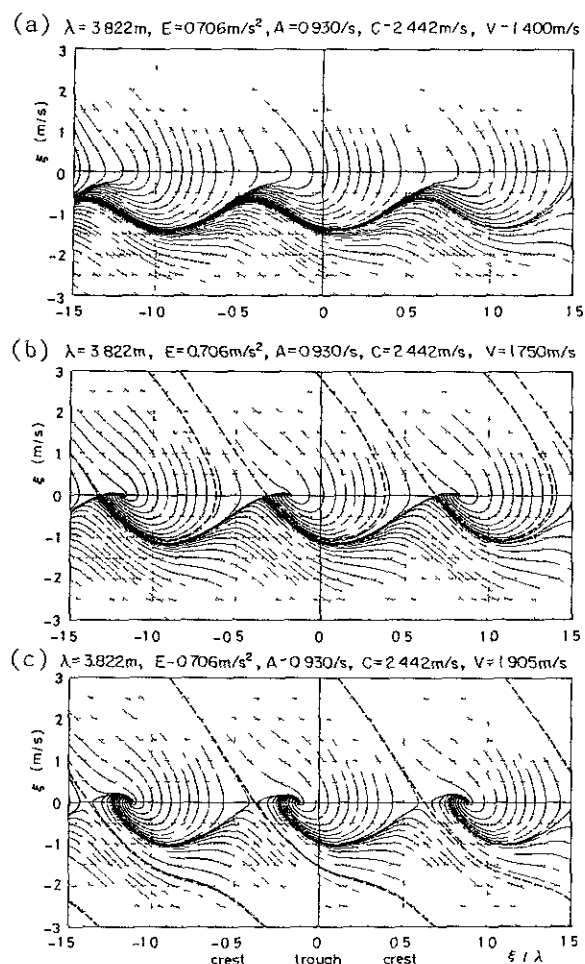 (a) λ=3.822m, E=0.706m/s², A=0.930/s, C=2.442m/s, V=1.400m/s
3
2
1
0
-1
-2
-3
ξ̇ (m/s)
-1.5 -1.0 -0.5 0 0.5 1.0 1.5
(b) λ=3.822m, E=0.706m/s², A=0.930/s, C=2.442m/s, V=1.750m/s
3
2
1
0
-1
-2
-3
ξ̇ (m/s)
-1.5 -1.0 -0.5 0 0.5 1.0 1.5
(c) λ=3.822m, E=0.706m/s², A=0.930/s, C=2.442m/s, V=1.905m/s
3
2
1
0
-1
-2
-3
ξ̇ (m/s)
-1.5 -1.0 -0.5 0 0.5 1.0 1.5
crest trough crest ξ/λ